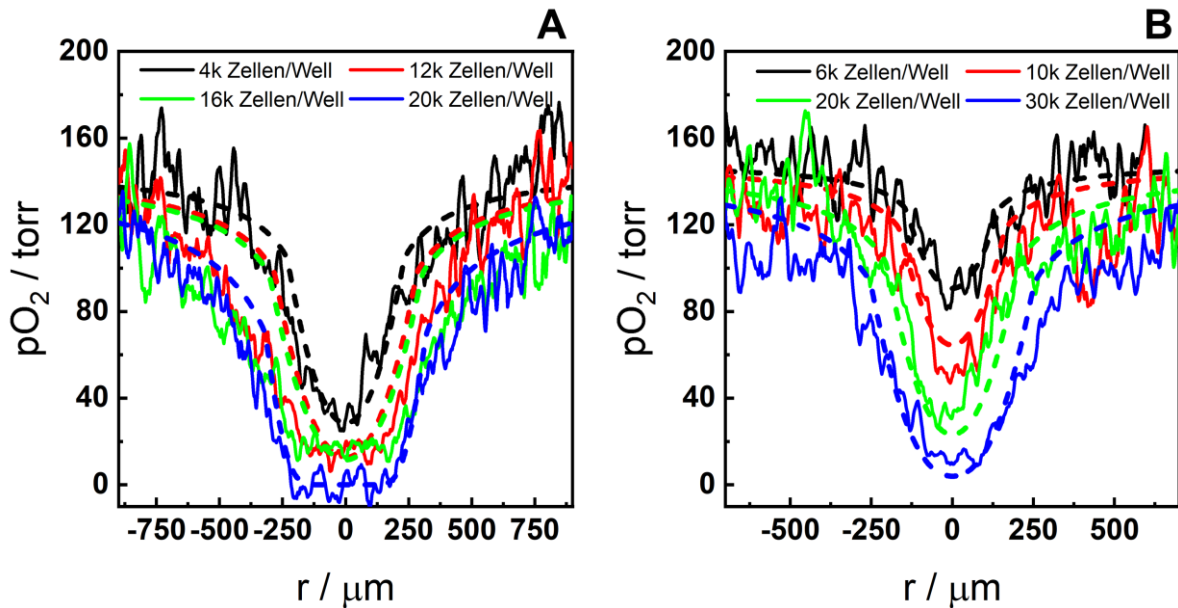 A
200
160
120
80
40
0
pO2 / torr
4k Zellen/Well
12k Zellen/Well
16k Zellen/Well
20k Zellen/Well
-750 -500 -250 0 250 500 750
r / μm
B
200
160
120
80
40
0
pO2 / torr
6k Zellen/Well
10k Zellen/Well
20k Zellen/Well
30k Zellen/Well
-500 -250 0 250 500
r / μm